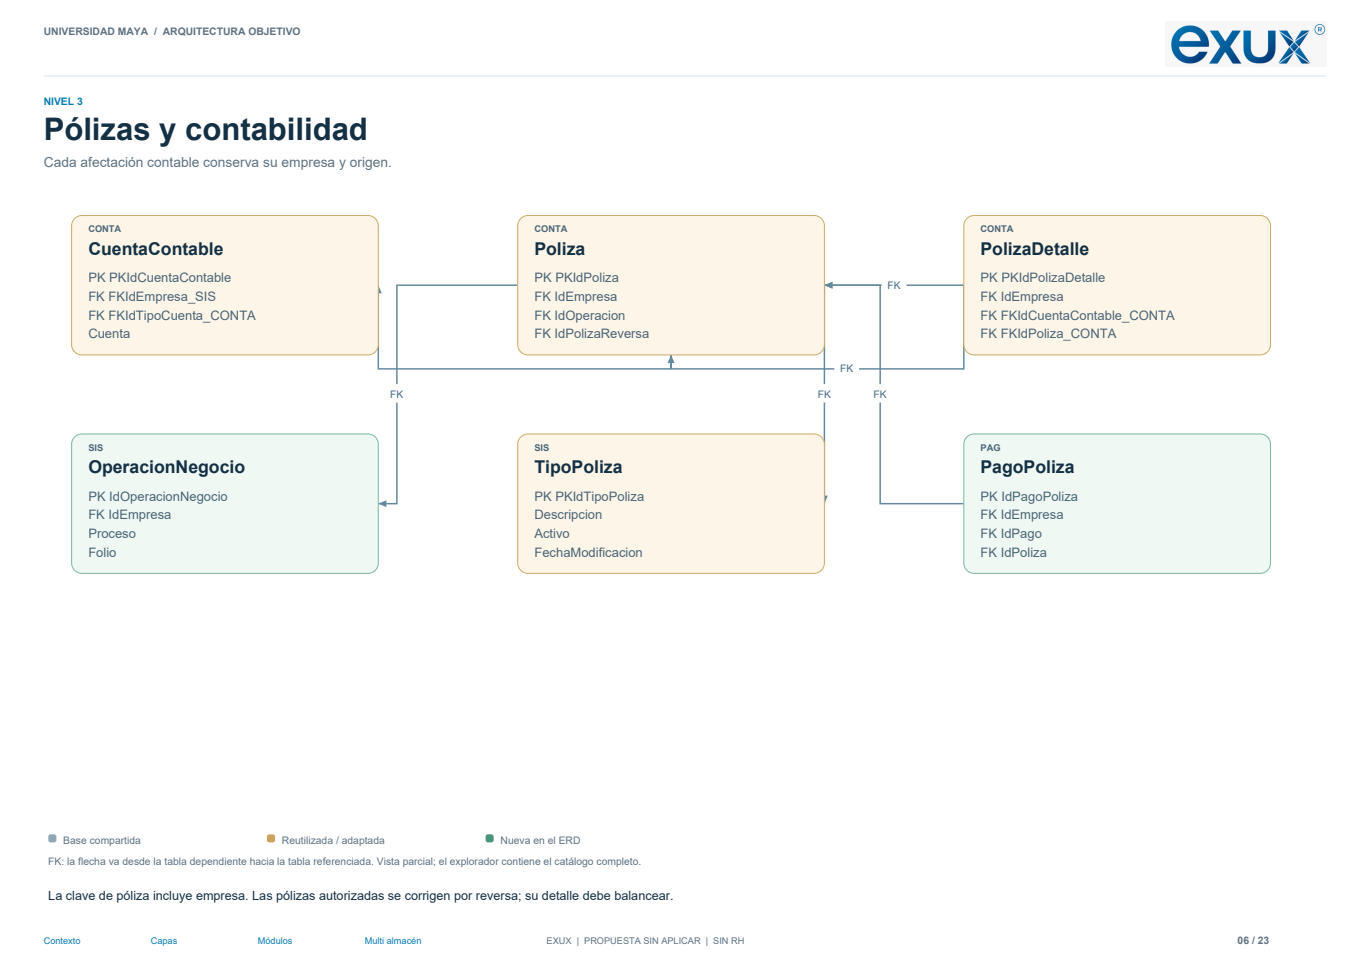 UNIVERSIDAD MAYA / ARQUITECTURA OBJETIVO
exux®
NIVEL 3
Pólizas y contabilidad
Cada afectación contable conserva su empresa y origen.
CONTA
CuentaContable
PK PKIdCuentaContable
FK FKIdEmpresa_SIS
FK FKIdTipoCuenta_CONTA
Cuenta
CONTA
Poliza
PK PKIdPoliza
FK IdEmpresa
FK IdOperacion
FK IdPolizaReversa
CONTA
PolizaDetalle
PK PKIdPolizaDetalle
FK IdEmpresa
FK FKIdCuentaContable_CONTA
FK FKIdPoliza_CONTA
FK
FK
FK
FK
FK
SIS
OperacionNegocio
PK IdOperacionNegocio
FK IdEmpresa
Proceso
Folio
SIS
TipoPoliza
PK PKIdTipoPoliza
Descripcion
Activo
FechaModificacion
PAG
PagoPoliza
PK IdPagoPoliza
FK IdEmpresa
FK IdPago
FK IdPoliza
Base compartida
Reutilizada / adaptada
Nueva en el ERD
FK: la flecha va desde la tabla dependiente hacia la tabla referenciada. Vista parcial; el explorador contiene el catálogo completo.
La clave de póliza incluye empresa. Las pólizas autorizadas se corrigen por reversa; su detalle debe balancear.
Contexto
Capas
Módulos
Multi almacén
EXUX | PROPUESTA SIN APLICAR | SIN RH
06 / 23